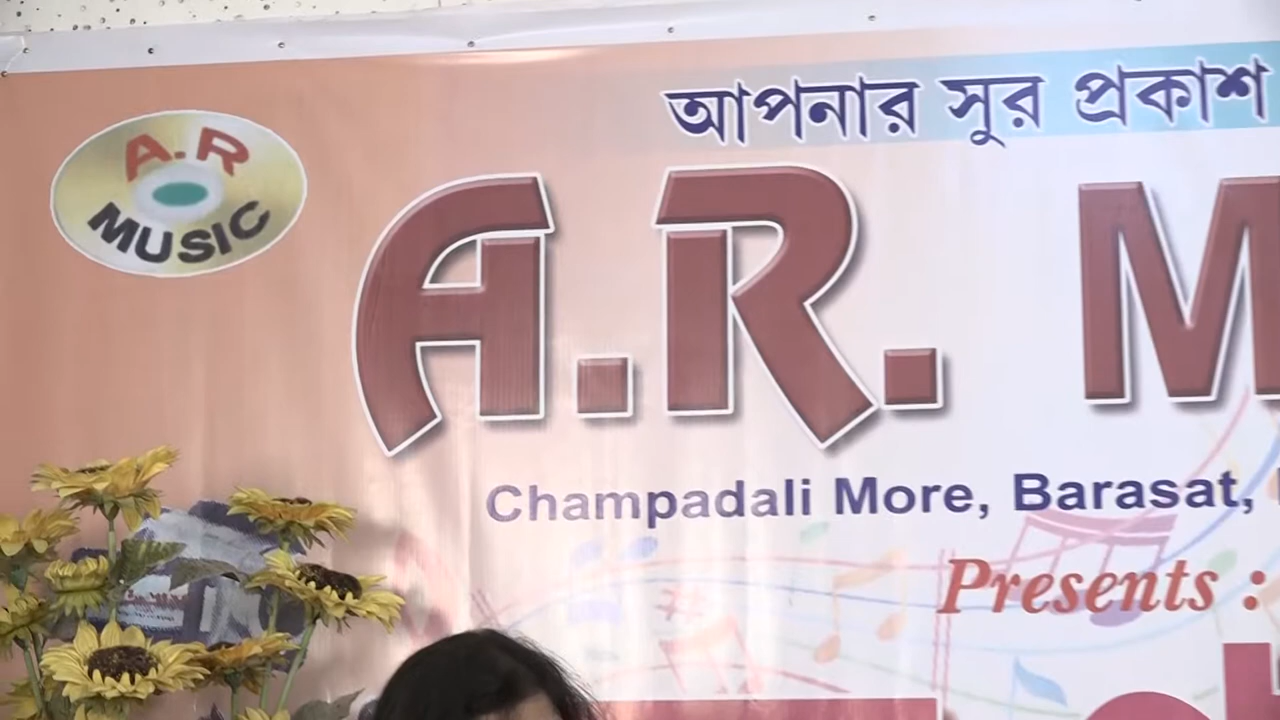 আপনার সুর প্রকাশ
A.R
MUSIC
A.R. M
Champadali More, Barasat,
Presents :